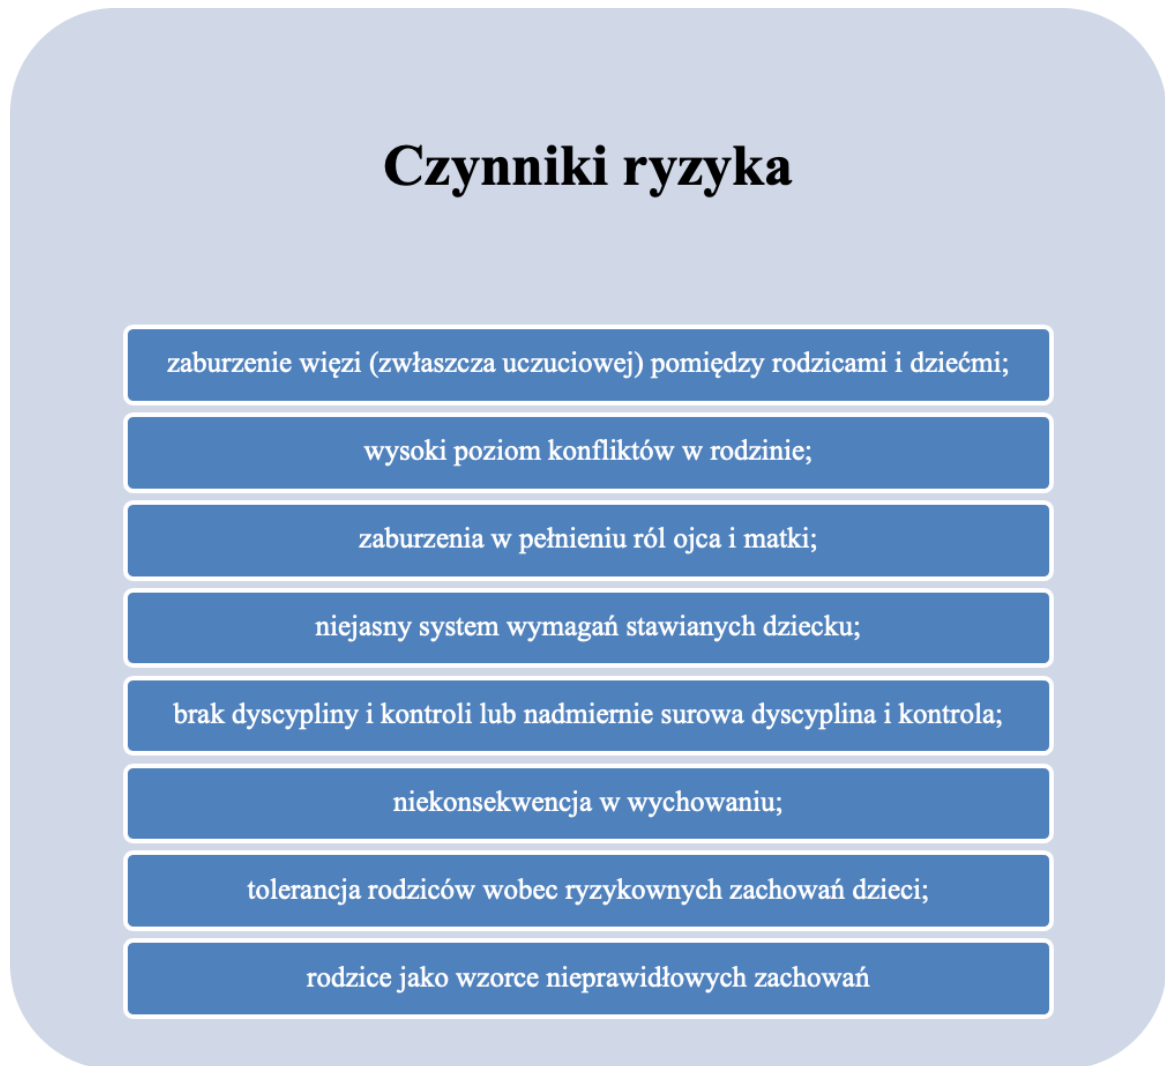 Czynniki ryzyka
zaburzenie więzi (zwłaszcza uczuciowej) pomiędzy rodzicami i dziećmi;
wysoki poziom konfliktów w rodzinie;
zaburzenia w pełnieniu ról ojca i matki;
niejasny system wymagań stawianych dziecku;
brak dyscypliny i kontroli lub nadmiernie surowa dyscyplina i kontrola;
niekonsekwencja w wychowaniu;
tolerancja rodziców wobec ryzykownych zachowań dzieci;
rodzice jako wzorce nieprawidłowych zachowań